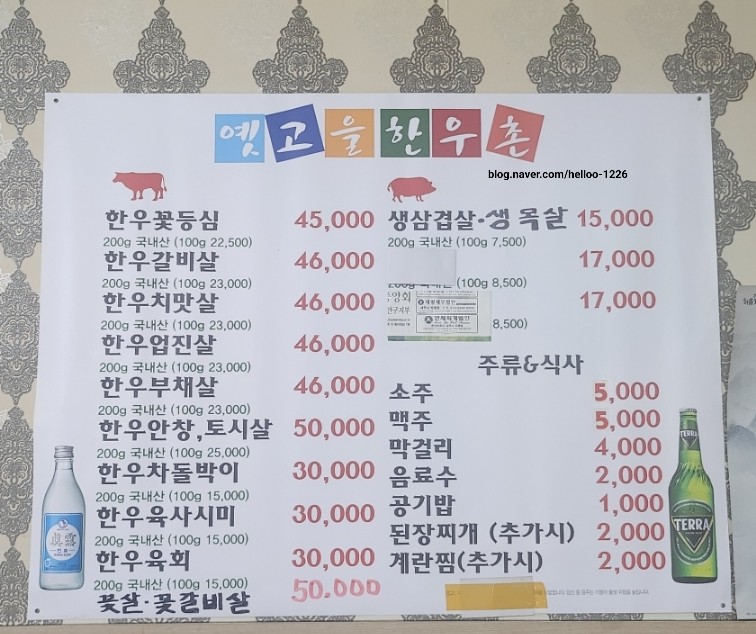 옛고을한우촌
blog.naver.com/helloo-1226
한우꽃등심 45,000
200g 국내산 (100g 22,500)
한우갈비살 46,000
200g 국내산 (100g 23,000)
한우치맛살 46,000
200g 국내산 (100g 23,000)
한우업진살 46,000
200g 국내산 (100g 23,000)
한우부채살 46,000
200g 국내산 (100g 23,000)
한우안창,토시살 50,000
200g 국내산 (100g 25,000)
한우차돌박이 30,000
200g 국내산 (100g 15,000)
한우육사시미 30,000
200g 국내산 (100g 15,000)
한우육회 30,000
200g 국내산 (100g 15,000)
꽃살·꽃갈비살 50.000
생삼겹살·생목살 15,000
200g 국내산 (100g 7,500)
17,000
(100g 8,500)
17,000
8,500)
주류&식사
소주 5,000
맥주 5,000
막걸리 4,000
음료수 2,000
공기밥 1,000
된장찌개 (추가시) 2,000
계란찜(추가시) 2,000
TERRA
TERRA